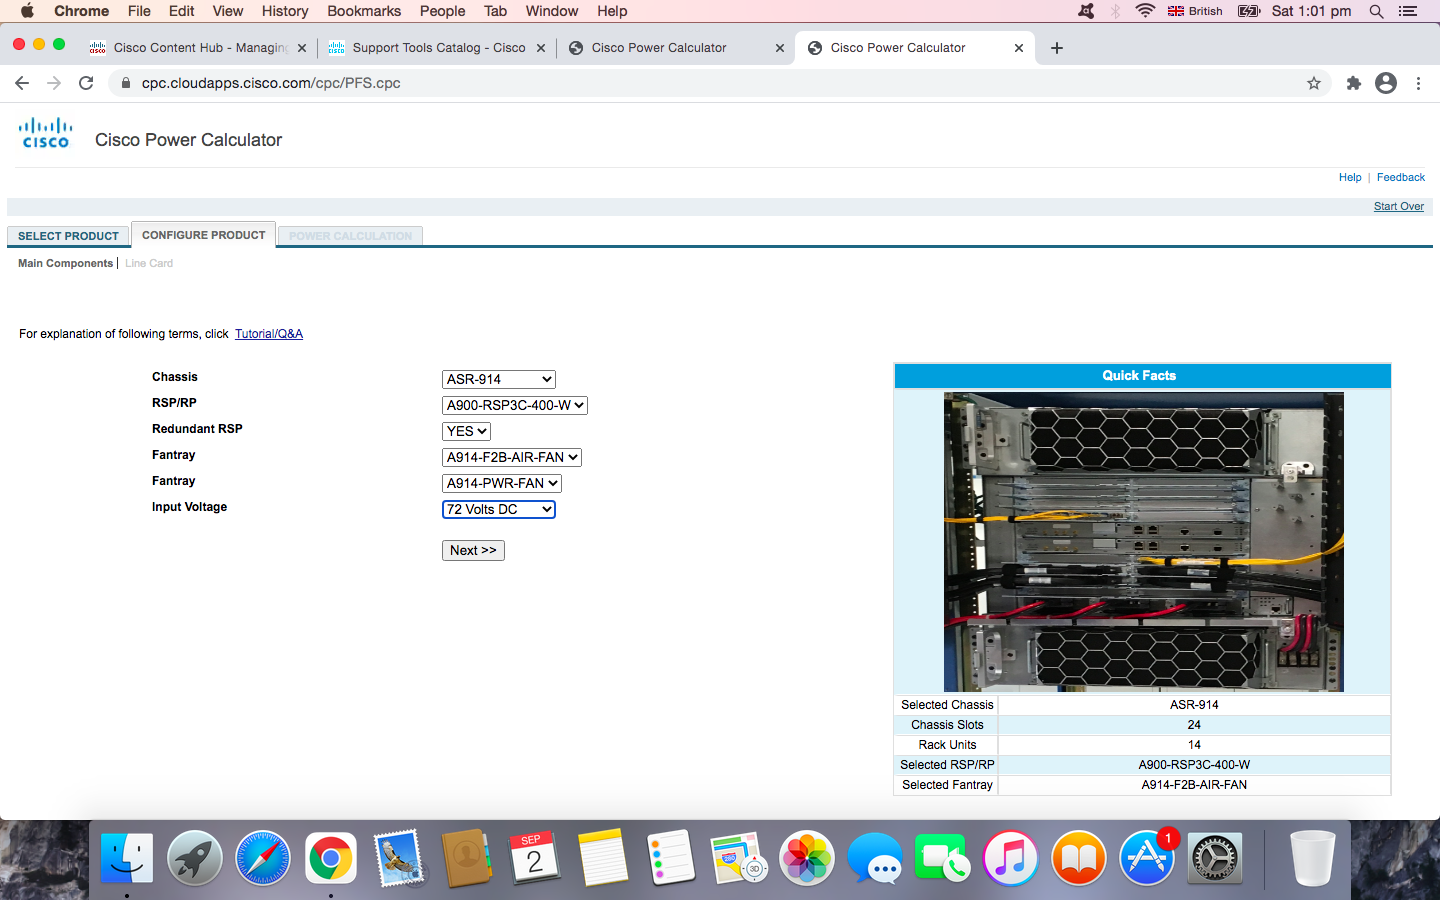 Chrome File Edit View History Bookmarks People Tab Window Help British Sat 1:01 pm
Cisco Content Hub - Managing Support Tools Catalog - Cisco Cisco Power Calculator Cisco Power Calculator
cpc.cloudapps.cisco.com/cpc/PFS.cpc
CISCO Cisco Power Calculator
Help | Feedback
Start Over
SELECT PRODUCT CONFIGURE PRODUCT POWER CALCULATION
Main Components | Line Card
For explanation of following terms, click Tutorial/Q&A
Chassis ASR-914
RSP/RP A900-RSP3C-400-W
Redundant RSP YES
Fantray A914-F2B-AIR-FAN
Fantray A914-PWR-FAN
Input Voltage 72 Volts DC
Next >>
Quick Facts
Selected Chassis ASR-914
Chassis Slots 24
Rack Units 14
Selected RSP/RP A900-RSP3C-400-W
Selected Fantray A914-F2B-AIR-FAN
SEP
2
280
3D
1